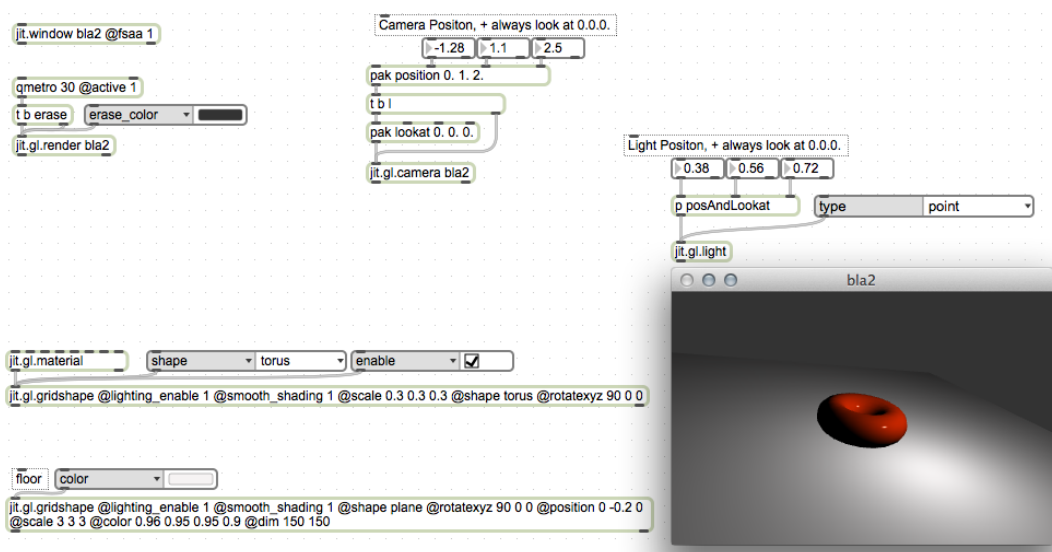 jit.window bla2 @fsaa 1
Camera Positon, + always look at 0.0.0.
-1.28 1.1 2.5
pak position 0. 1. 2.
qmetro 30 @active 1
t b erase erase_color
t b l
pak lookat 0. 0. 0.
jit.gl.render bla2
jit.gl.camera bla2
Light Positon, + always look at 0.0.0.
0.38 0.56 0.72
p posAndLookat type point
jit.gl.light
bla2
jit.gl.material shape torus enable
jit.gl.gridshape @lighting_enable 1 @smooth_shading 1 @scale 0.3 0.3 0.3 @shape torus @rotatexyz 90 0 0
floor color
jit.gl.gridshape @lighting_enable 1 @smooth_shading 1 @shape plane @rotatexyz 90 0 0 @position 0 -0.2 0
@scale 3 3 3 @color 0.96 0.95 0.95 0.9 @dim 150 150